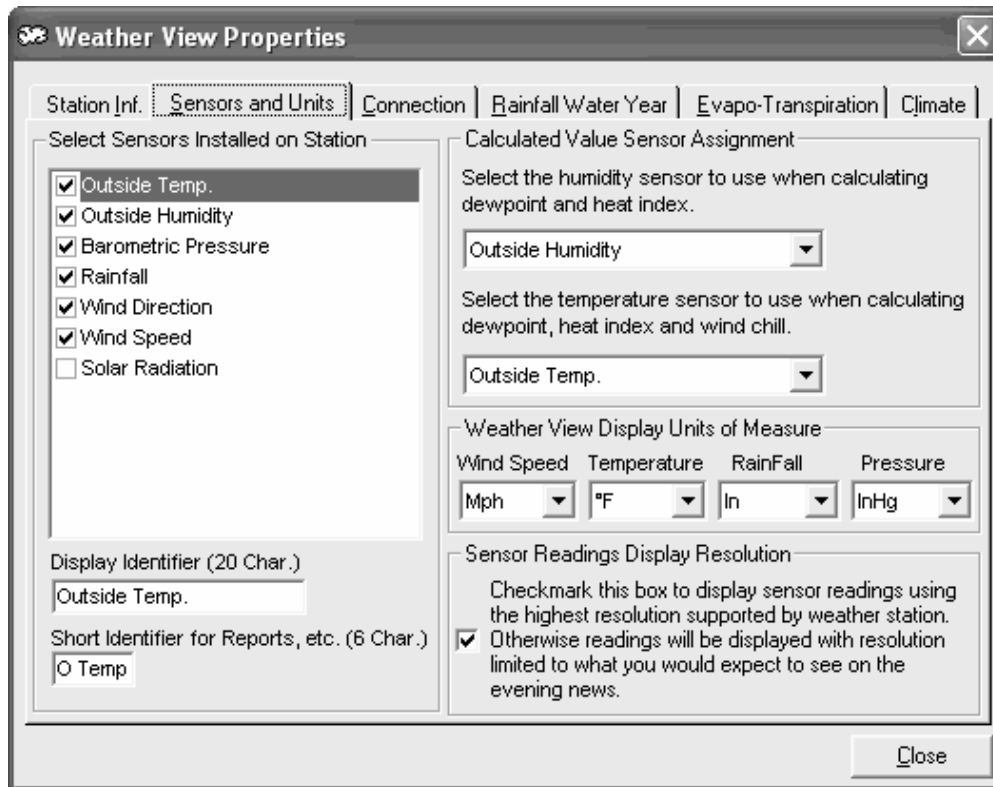 Weather View Properties
Station Inf.
Sensors and Units
Connection
Rainfall Water Year
Evapo-Transpiration
Climate
Select Sensors Installed on Station
Outside Temp.
Outside Humidity
Barometric Pressure
Rainfall
Wind Direction
Wind Speed
Solar Radiation
Display Identifier (20 Char.)
Outside Temp.
Short Identifier for Reports, etc. (6 Char.)
O Temp
Calculated Value Sensor Assignment
Select the humidity sensor to use when calculating
dewpoint and heat index.
Outside Humidity
Select the temperature sensor to use when calculating
dewpoint, heat index and wind chill.
Outside Temp.
Weather View Display Units of Measure
Wind Speed Temperature RainFall Pressure
Mph °F In InHg
Sensor Readings Display Resolution
Checkmark this box to display sensor readings using
the highest resolution supported by weather station.
Otherwise readings will be displayed with resolution
limited to what you would expect to see on the
evening news.
Close